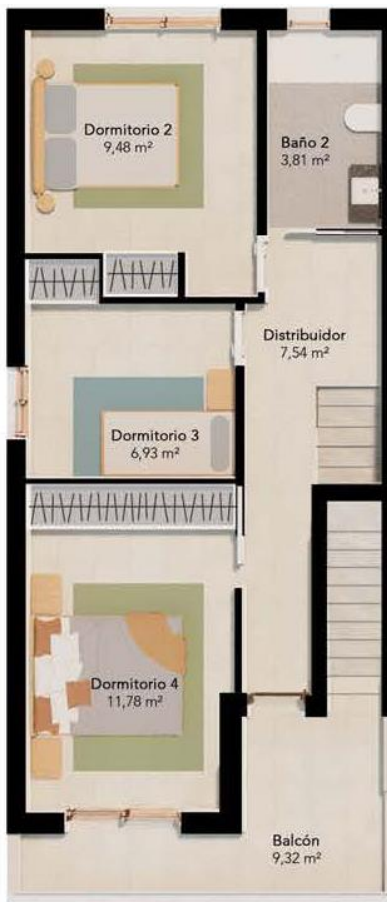 Dormitorio 2
9,48 m²
Baño 2
3,81 m²
Distribuidor
7,54 m²
Dormitorio 3
6,93 m²
Dormitorio 4
11,78 m²
Balcón
9,32 m²